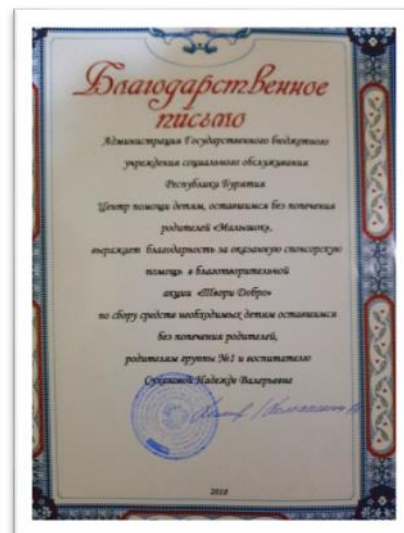 Благодарственное
письмо
Администрация Государственного бюджетного
учреждения социального обслуживания
Республики Бурятия
Центр помощи детям, оставшимся без попечения
родителей «Малышок»,
выражает благодарность за оказанную спонсорскую
помощь в благотворительной
акции «Твори Добро»
по сбору средств необходимых детям оставшимся
без попечения родителей,
родителям группы №1 и воспитателю
Надежде Валерьевне
2018